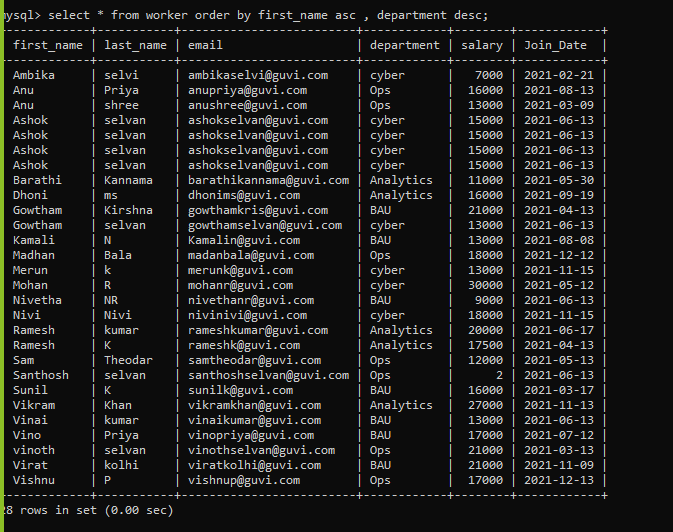 mysql> select * from worker order by first_name asc , department desc;
first_name | last_name | email | department | salary | Join_Date |
Ambika | selvi | ambikaselvi@guvi.com | cyber | 7000 | 2021-02-21 |
Anu | Priya | anupriya@guvi.com | Ops | 16000 | 2021-08-13 |
Anu | shree | anushree@guvi.com | Ops | 13000 | 2021-03-09 |
Ashok | selvan | ashokselvan@guvi.com | cyber | 15000 | 2021-06-13 |
Ashok | selvan | ashokselvan@guvi.com | cyber | 15000 | 2021-06-13 |
Ashok | selvan | ashokselvan@guvi.com | cyber | 15000 | 2021-06-13 |
Ashok | selvan | ashokselvan@guvi.com | cyber | 15000 | 2021-06-13 |
Barathi | Kannama | barathikannama@guvi.com | Analytics | 11000 | 2021-05-30 |
Dhoni | ms | dhonims@guvi.com | Analytics | 16000 | 2021-09-19 |
Gowtham | Kirshna | gowthamkris@guvi.com | BAU | 21000 | 2021-04-13 |
Gowtham | selvan | gowthamselvan@guvi.com | cyber | 13000 | 2021-06-13 |
Kamali | N | Kamalin@guvi.com | BAU | 13000 | 2021-08-08 |
Madhan | Bala | madanbala@guvi.com | Ops | 18000 | 2021-12-12 |
Merun | k | merunk@guvi.com | cyber | 13000 | 2021-11-15 |
Mohan | R | mohanr@guvi.com | cyber | 30000 | 2021-05-12 |
Nivetha | NR | nivethanr@guvi.com | BAU | 9000 | 2021-06-13 |
Nivi | Nivi | nivinivi@guvi.com | cyber | 18000 | 2021-11-15 |
Ramesh | kumar | rameshkumar@guvi.com | Analytics | 20000 | 2021-06-17 |
Ramesh | K | rameshk@guvi.com | Analytics | 17500 | 2021-04-13 |
Sam | Theodar | samtheodar@guvi.com | Ops | 12000 | 2021-05-13 |
Santhosh | selvan | santhoshselvan@guvi.com | Ops | 2 | 2021-06-13 |
Sunil | K | sunilk@guvi.com | BAU | 16000 | 2021-03-17 |
Vikram | Khan | vikramkhan@guvi.com | Analytics | 27000 | 2021-11-13 |
Vinai | kumar | vinaikumar@guvi.com | BAU | 13000 | 2021-06-13 |
Vino | Priya | vinopriya@guvi.com | BAU | 17000 | 2021-07-12 |
vinoth | selvan | vinothselvan@guvi.com | Ops | 21000 | 2021-03-13 |
Virat | kolhi | viratkolhi@guvi.com | BAU | 21000 | 2021-11-09 |
Vishnu | P | vishnup@guvi.com | Ops | 17000 | 2021-12-13 |
28 rows in set (0.00 sec)